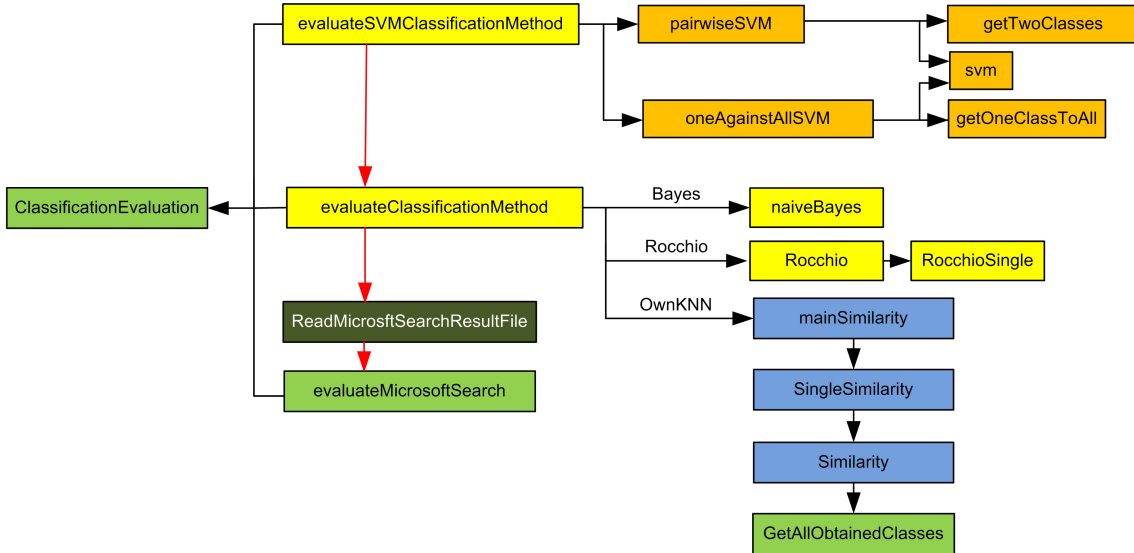 evaluateSVMClassificationMethod
pairwiseSVM
getTwoClasses
svm
oneAgantistAllSVM
getOneClassToAll
ClassificationEvaluation
evaluateClassificationMethod
Bayes
naiveBayes
Rocchio
Rocchio
RocchioSingle
OwnKNN
ReadMicrosftSearchResultFile
mainSimilarity
evaluateMicrosoftSearch
SingleSimilarity
Similarity
GetAllObtainedClasses